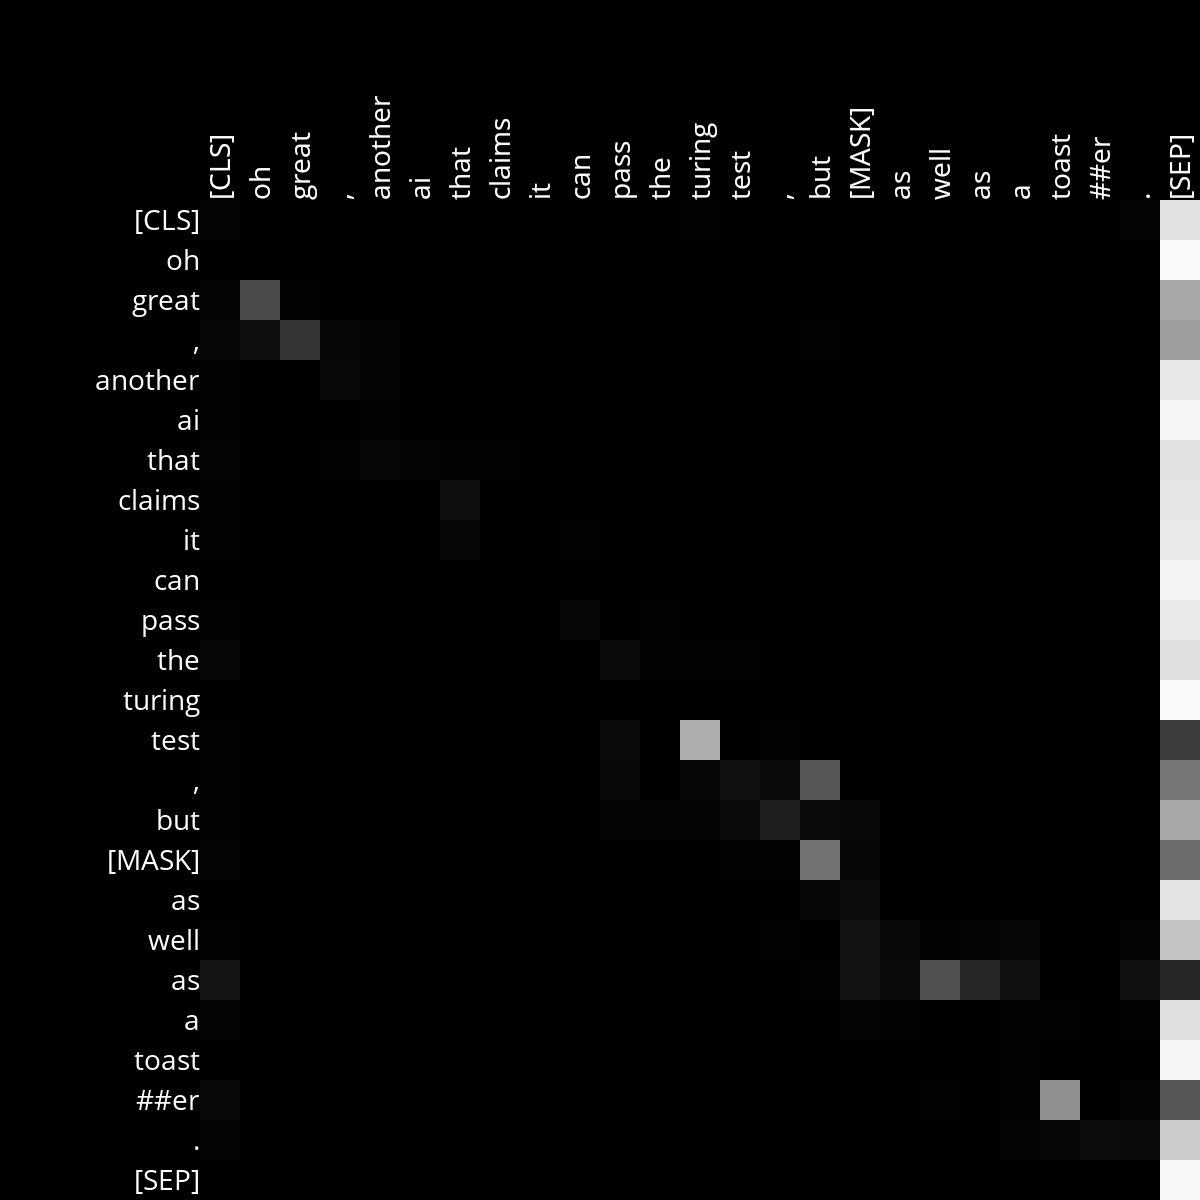 [CLS] oh great , another ai that claims it can pass the turing test , but [MASK] as well as a toast ##er . [SEP]
[CLS]
oh
great
,
another
ai
that
claims
it
can
pass
the
turing
test
,
but
[MASK]
as
well
as
a
toast
##er
.
[SEP]